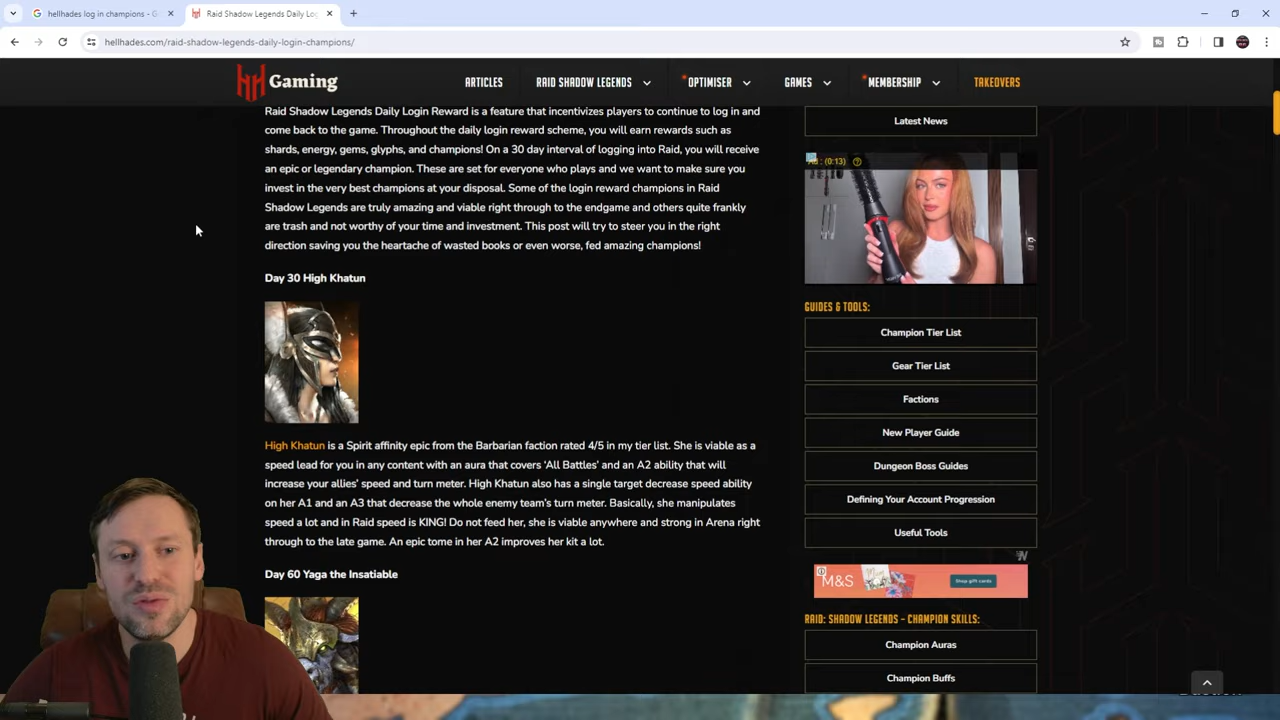 hellhades log in champions - G
Raid Shadow Legends Daily Log
hellhades.com/raid-shadow-legends-daily-login-champions/
Gaming
ARTICLES
RAID SHADOW LEGENDS
OPTIMISER
GAMES
MEMBERSHIP
TAKEOVERS
Raid Shadow Legends Daily Login Reward is a feature that incentivizes players to continue to log in and
come back to the game. Throughout the daily login reward scheme, you will earn rewards such as
shards, energy, gems, glyphs, and champions! On a 30 day interval of logging into Raid, you will receive
an epic or legendary champion. These are set for everyone who plays and we want to make sure you
invest in the very best champions at your disposal. Some of the login reward champions in Raid
Shadow Legends are truly amazing and viable right through to the endgame and others quite frankly
are trash and not worthy of your time and investment. This post will try to steer you in the right
direction saving you the heartache of wasted books or even worse, fed amazing champions!
Day 30 High Khatun
High Khatun is a Spirit affinity epic from the Barbarian faction rated 4/5 in my tier list. She is viable as a
speed lead for you in any content with an aura that covers 'All Battles' and an A2 ability that will
increase your allies' speed and turn meter. High Khatun also has a single target decrease speed ability
on her A1 and an A3 that decrease the whole enemy team's turn meter. Basically, she manipulates
speed a lot and in Raid speed is KING! Do not feed her, she is viable anywhere and strong in Arena right
through to the late game. An epic tome in her A2 improves her kit a lot.
Day 60 Yaga the Insatiable
Latest News
Ad : (0:13)
GUIDES & TOOLS:
Champion Tier List
Gear Tier List
Factions
New Player Guide
Dungeon Boss Guides
Defining Your Account Progression
Useful Tools
M&S
Shop gift cards
RAID: SHADOW LEGENDS – CHAMPION SKILLS:
Champion Auras
Champion Buffs